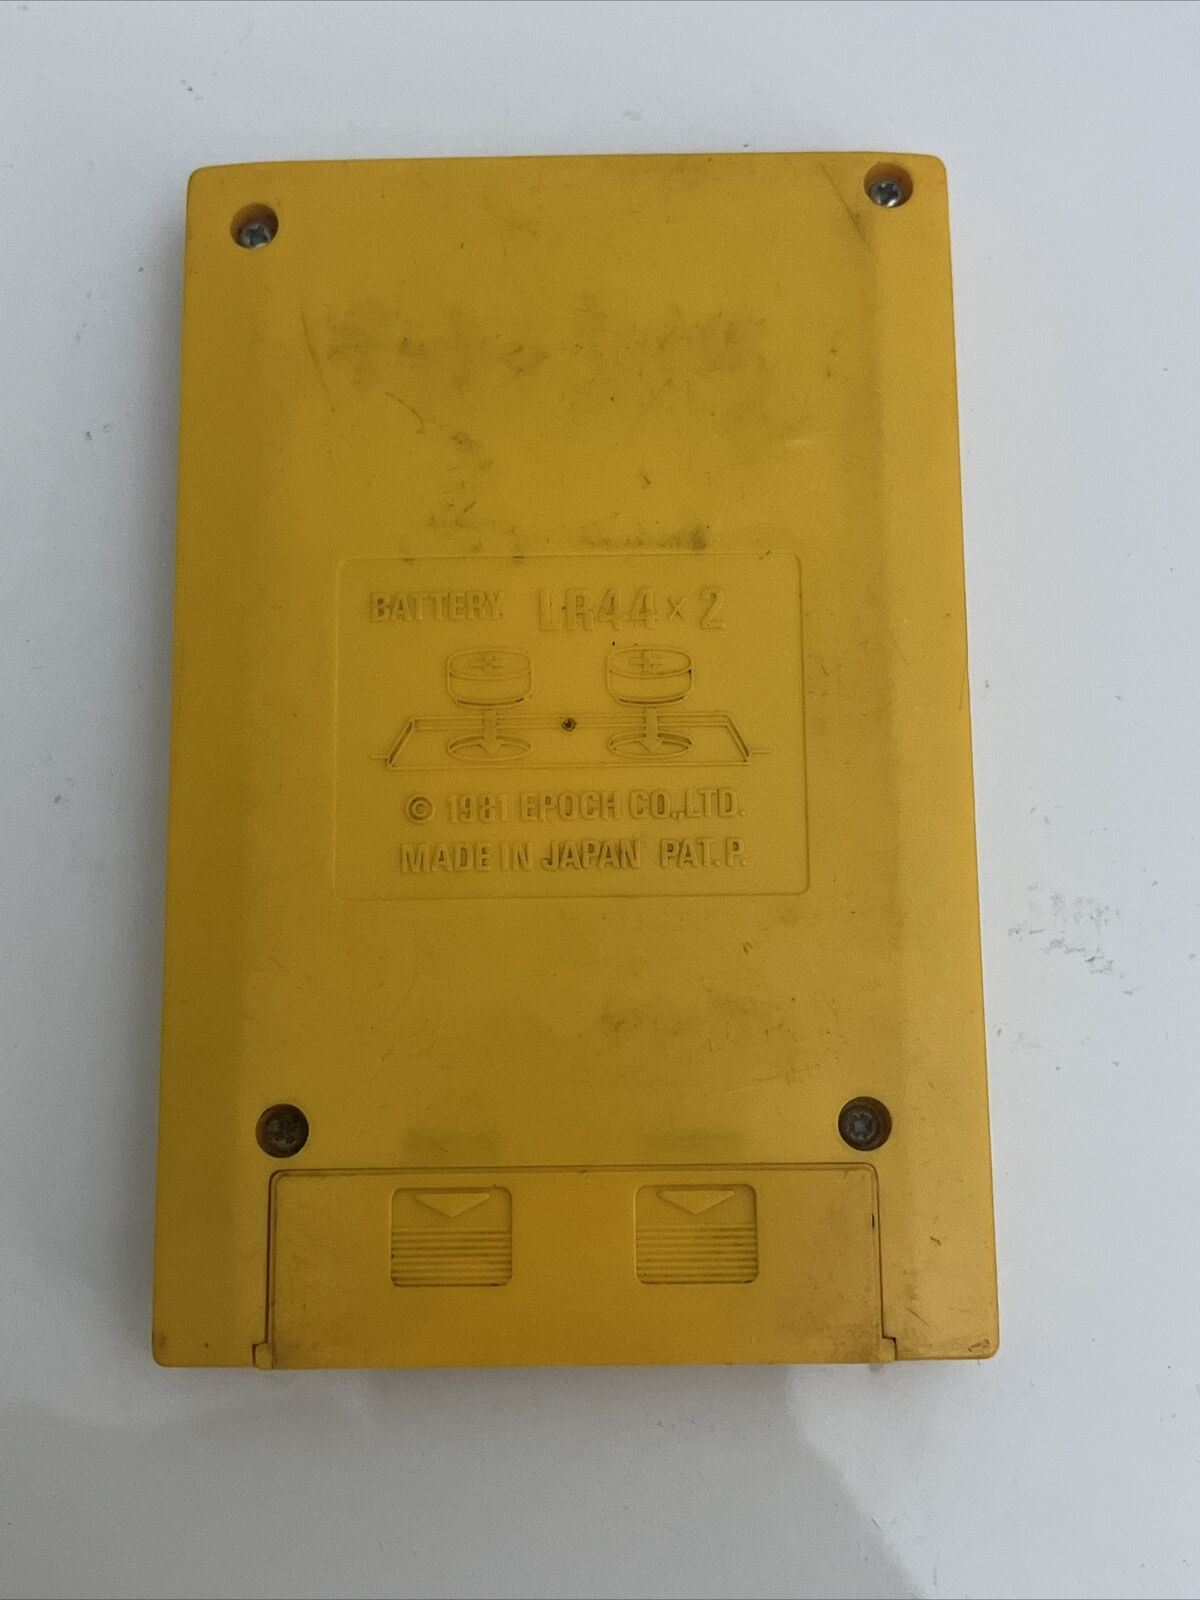 BATTERY LR44 x 2
© 1981 EPOCH CO.,LTD.
MADE IN JAPAN PAT. P.